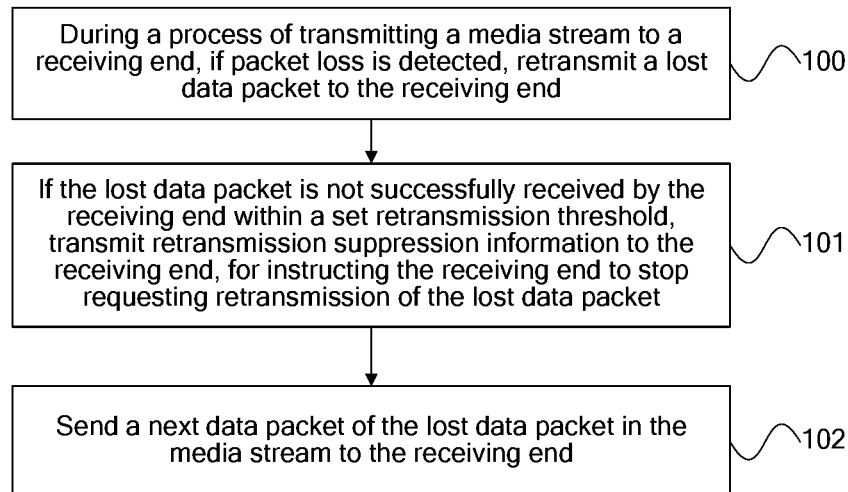 During a process of transmitting a media stream to a
receiving end, if packet loss is detected, retransmit a lost
data packet to the receiving end
100
If the lost data packet is not successfully received by the
receiving end within a set retransmission threshold,
transmit retransmission suppression information to the
receiving end, for instructing the receiving end to stop
requesting retransmission of the lost data packet
101
Send a next data packet of the lost data packet in the
media stream to the receiving end
102